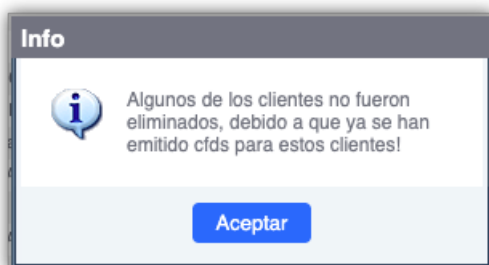 Info
Algunos de los clientes no fueron
eliminados, debido a que ya se han
emitido cfds para estos clientes!
Aceptar